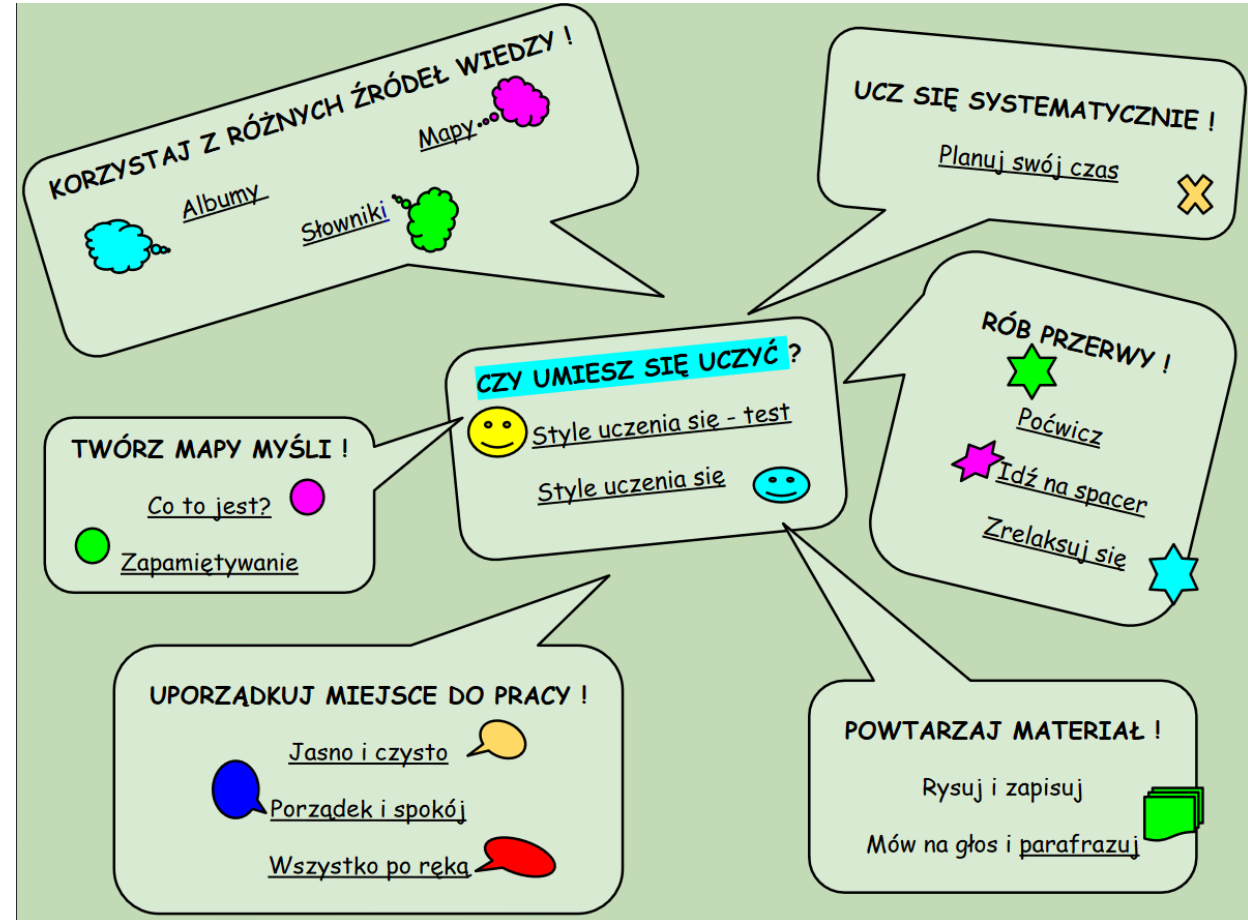 KORZYSTAJ Z RÓŻNYCH ŹRÓDEŁ WIEDZY !
Mapy
Albumy
Słowniki
UCZ SIĘ SYSTEMATYCZNIE !
Planuj swój czas
RÓB PRZERWY !
Poćwicz
Idź na spacer
Zrelaksuj się
CZY UMIESZ SIĘ UCZYĆ ?
Style uczenia się - test
Style uczenia się
TWÓRZ MAPY MYŚLI !
Co to jest?
Zapamiętywanie
UPORZĄDKUJ MIEJSCE DO PRACY !
Jasno i czysto
Porządek i spokój
Wszystko po ręką
POWTARZAJ MATERIAŁ !
Rysuj i zapisuj
Mów na głos i parafrazuj